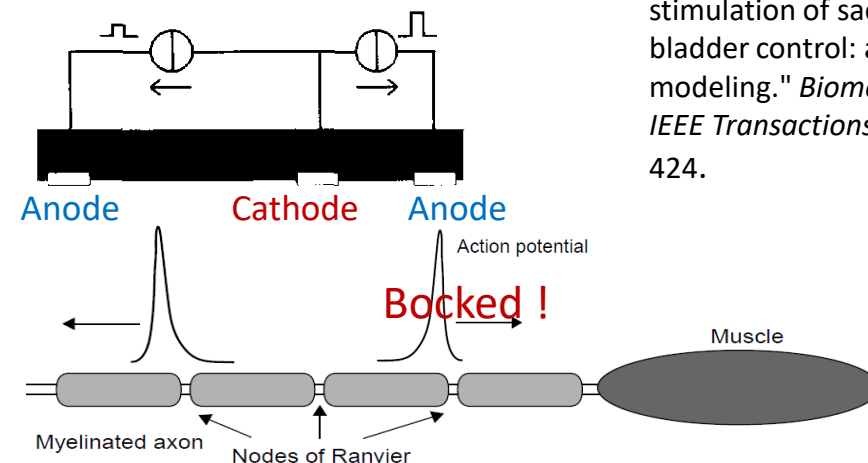 stimulation of sac
bladder control: a
modeling." Biome
IEEE Transactions
424.
Anode Cathode Anode
Action potential
Bocked !
Muscle
Myelinated axon
Nodes of Ranvier